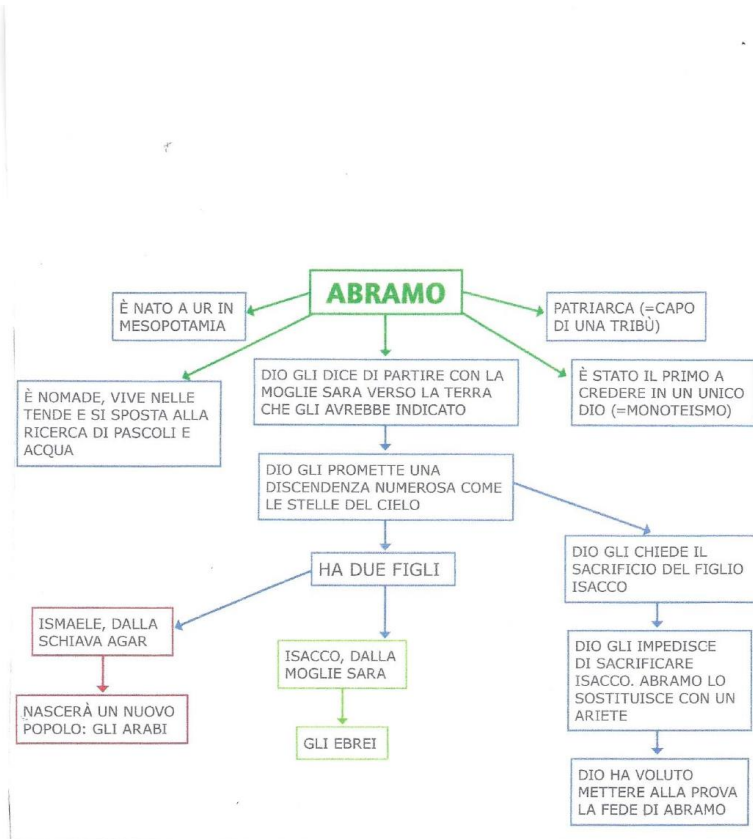 ABRAMO
È NATO A UR IN
MESOPOTAMIA
PATRIARCA (=CAPO
DI UNA TRIBÙ)
È NOMADE, VIVE NELLE
TENDE E SI SPOSTA ALLA
RICERCA DI PASCOLI E
ACQUA
DIO GLI DICE DI PARTIRE CON LA
MOGLIE SARA VERSO LA TERRA
CHE GLI AVREBBE INDICATO
È STATO IL PRIMO A
CREDERE IN UN UNICO
DIO (=MONOTEISMO)
DIO GLI PROMETTE UNA
DISCENDENZA NUMEROSA COME
LE STELLE DEL CIELO
HA DUE FIGLI
DIO GLI CHIEDE IL
SACRIFICIO DEL FIGLIO
ISACCO
ISMAELE, DALLA
SCHIAVA AGAR
ISACCO, DALLA
MOGLIE SARA
DIO GLI IMPEDISCE
DI SACRIFICARE
ISACCO. ABRAMO LO
SOSTITUISCE CON UN
ARIETE
NASCERÀ UN NUOVO
POPOLO: GLI ARABI
GLI EBREI
DIO HA VOLUTO
METTERE ALLA PROVA
LA FEDE DI ABRAMO